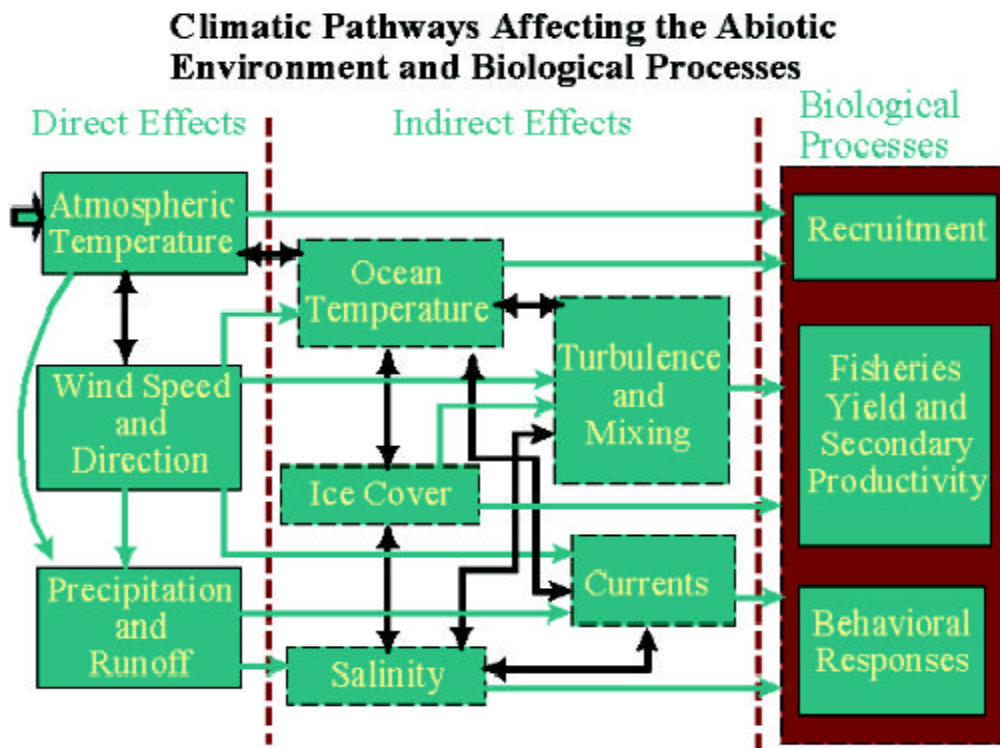 Climatic Pathways Affecting the Abiotic
Environment and Biological Processes
Direct Effects
Indirect Effects
Biological
Processes
Atmospheric
Temperature
Wind Speed
and
Direction
Precipitation
and
Runoff
Ocean
Temperature
Turbulence
and
Mixing
Ice Cover
Currents
Salinity
Recruitment
Fisheries
Yield and
Secondary
Productivity
Behavioral
Responses